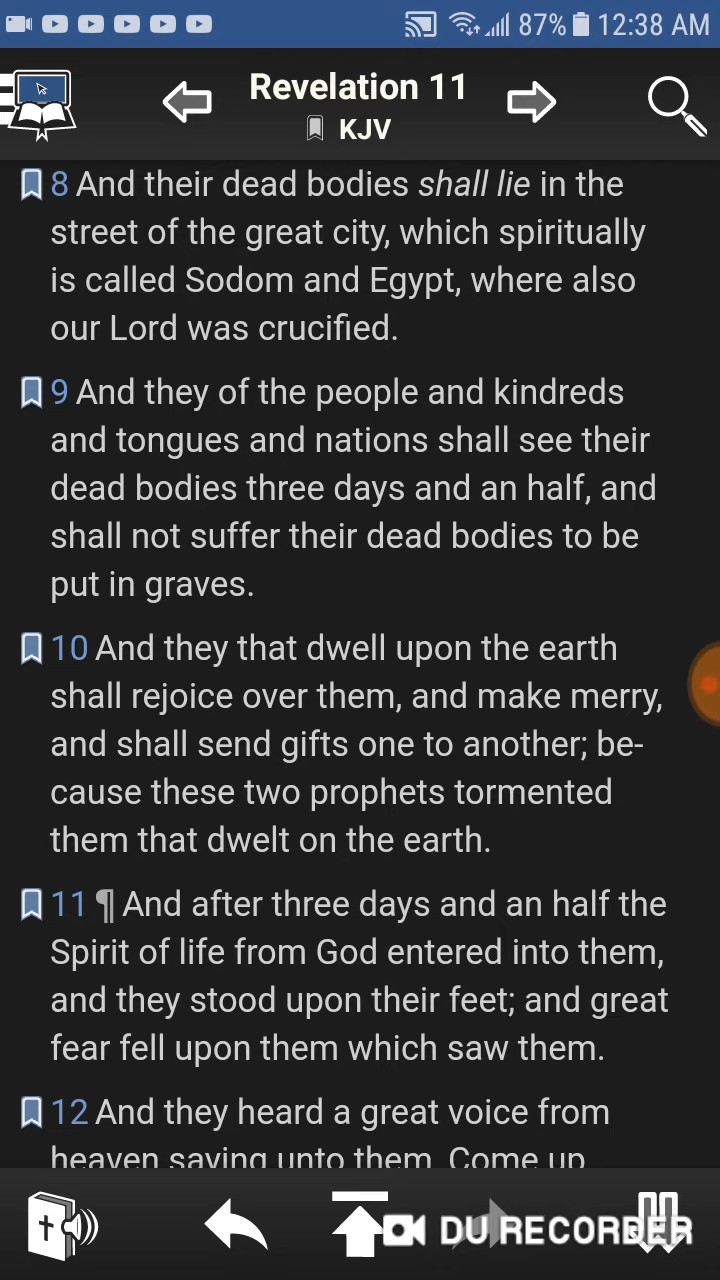 87% 12:38 AM
Revelation 11
KJV
8 And their dead bodies shall lie in the
street of the great city, which spiritually
is called Sodom and Egypt, where also
our Lord was crucified.
9 And they of the people and kindreds
and tongues and nations shall see their
dead bodies three days and an half, and
shall not suffer their dead bodies to be
put in graves.
10 And they that dwell upon the earth
shall rejoice over them, and make merry,
and shall send gifts one to another; be-
cause these two prophets tormented
them that dwelt on the earth.
11 ¶ And after three days and an half the
Spirit of life from God entered into them,
and they stood upon their feet; and great
fear fell upon them which saw them.
12 And they heard a great voice from
heaven saying unto them, Come up
DU RECORDER